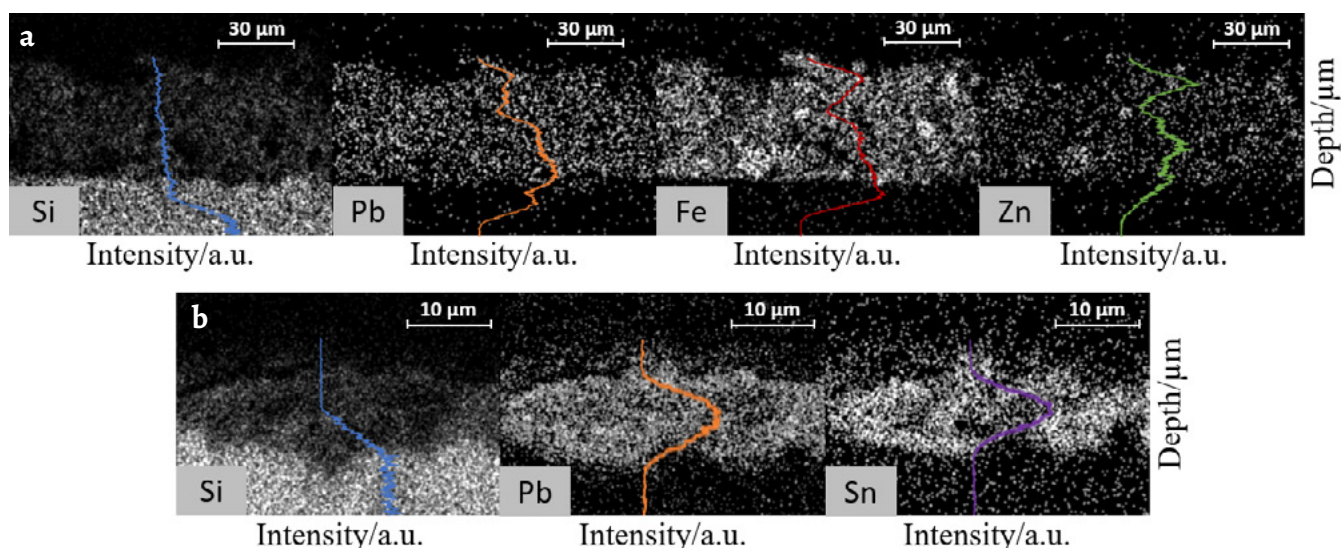 a
30 µm
30 µm
30 µm
30 µm
Si
Pb
Fe
Zn
Depth/µm
Intensity/a.u.
Intensity/a.u.
Intensity/a.u.
Intensity/a.u.
b
10 µm
10 µm
10 µm
Si
Pb
Sn
Depth/µm
Intensity/a.u.
Intensity/a.u.
Intensity/a.u.